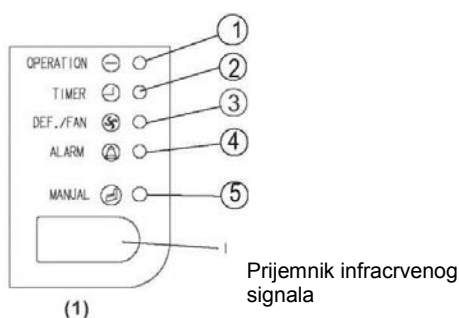 OPERATION 1
TIMER 2
DEF./FAN 3
ALARM 4
MANUAL 5
Prijemnik infracrvenog
signala
(1)